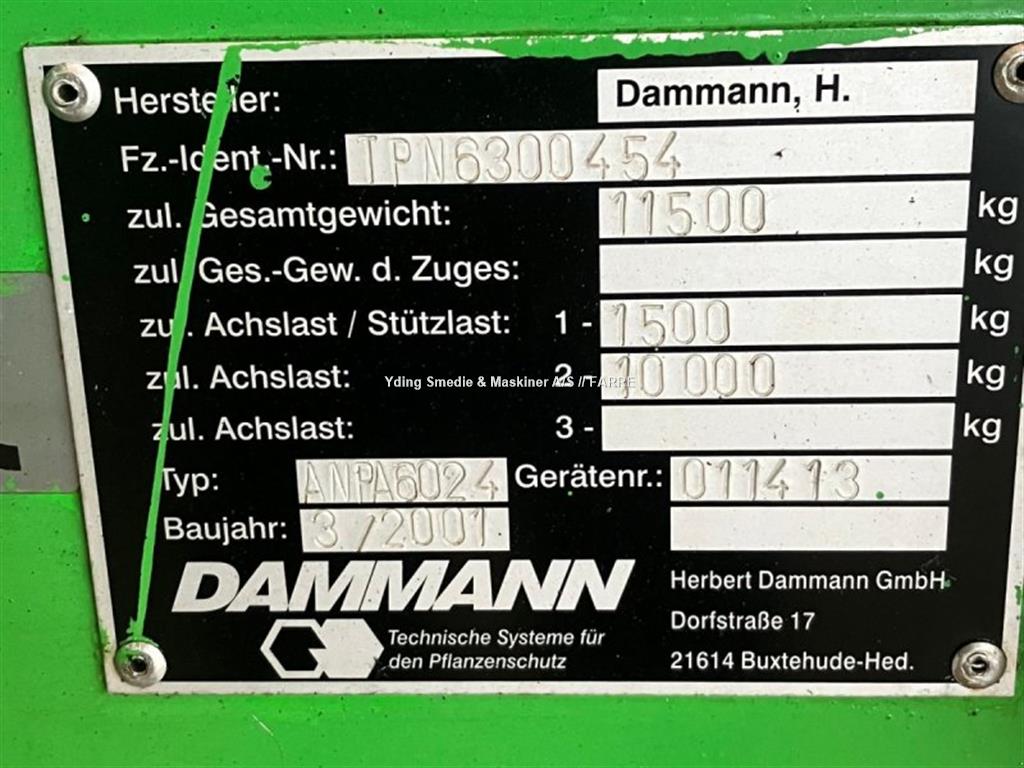 Hersteller: Dammann, H.
Fz.-Ident.-Nr.: TPN6300454
zul. Gesamtgewicht: 11500 kg
zul. Ges.-Gew. d. Zuges: kg
zul. Achslast / Stützlast: 1 - 1500 kg
zul. Achslast: 2 - 10 000 kg
Yding Smedie & Maskiner A/S // FARRE
zul. Achslast: 3 - kg
Typ: ANPA6024 Gerätenr.: 011413
Baujahr: 3/2001
DAMMANN
Technische Systeme für
den Pflanzenschutz
Herbert Dammann GmbH
Dorfstraße 17
21614 Buxtehude-Hed.